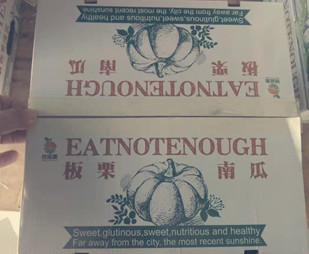 Sweet,glutinous,sweet,nutritious and healthy
Far away from the city, the most recent sunshine.
板栗 南瓜
EATNOTENOUGH
EATNOTENOUGH
板栗 南瓜
Sweet,glutinous,sweet,nutritious and healthy
Far away from the city, the most recent sunshine.